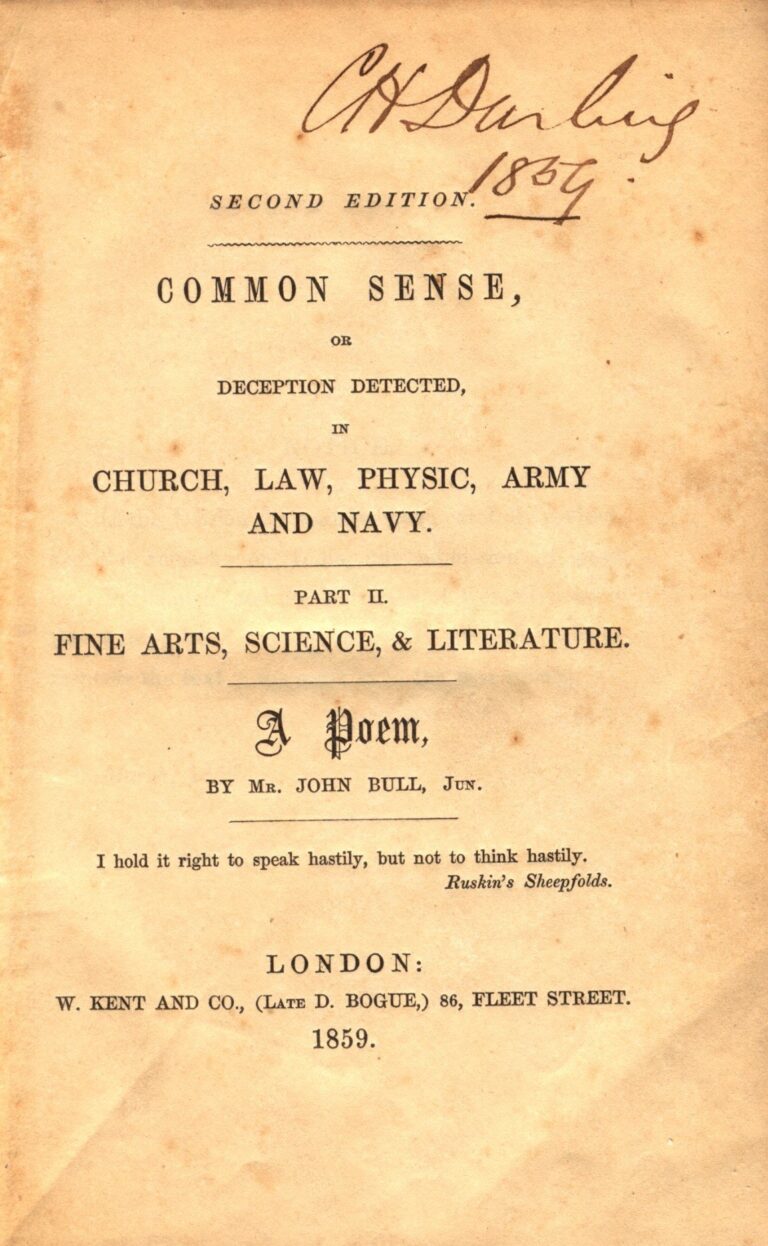 C H Darling
1859.
SECOND EDITION.
COMMON SENSE,
OR
DECEPTION DETECTED,
IN
CHURCH, LAW, PHYSIC, ARMY
AND NAVY.
PART II.
FINE ARTS, SCIENCE, & LITERATURE.
A Poem,
BY MR. JOHN BULL, JUN.
I hold it right to speak hastily, but not to think hastily.
Ruskin's Sheepfolds.
LONDON:
W. KENT AND CO., (LATE D. BOGUE,) 86, FLEET STREET.
1859.